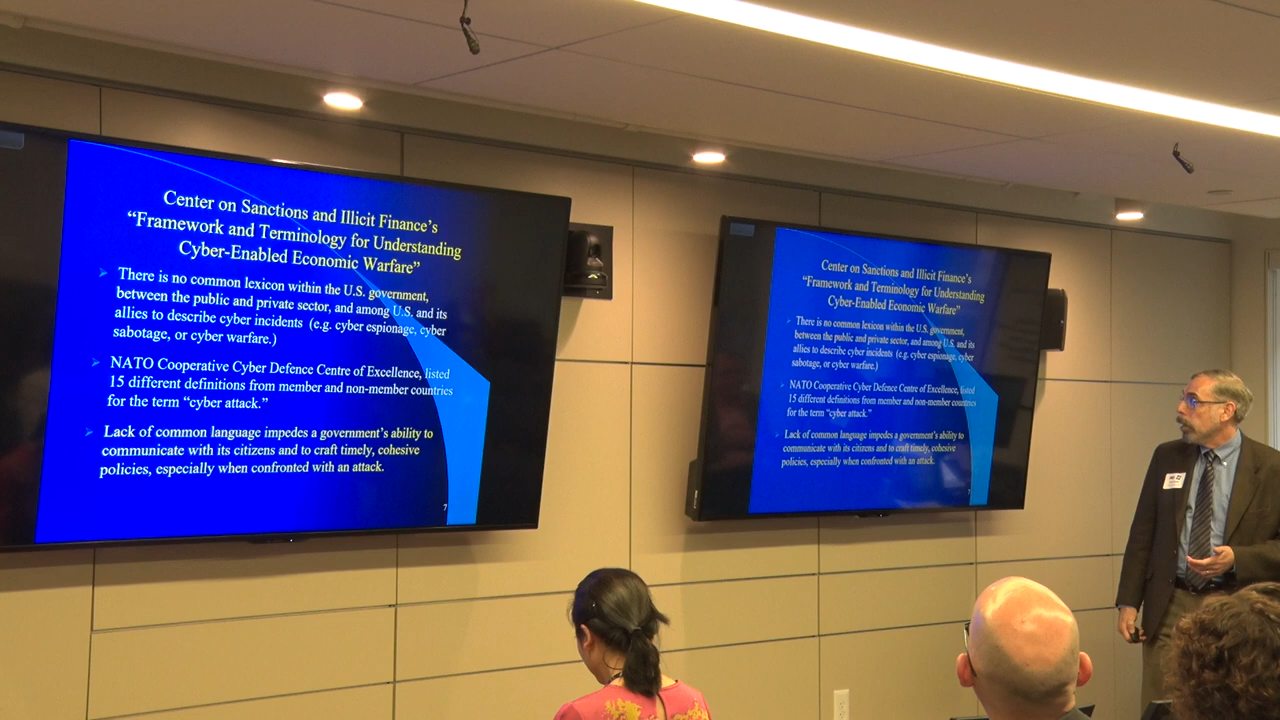 Center on Sanctions and Illicit Finance's
“Framework and Terminology for Understanding
Cyber-Enabled Economic Warfare”
There is no common lexicon within the U.S. government,
between the public and private sector, and among U.S. and its
allies to describe cyber incidents (e.g. cyber espionage, cyber
sabotage, or cyber warfare.)
NATO Cooperative Cyber Defence Centre of Excellence, listed
15 different definitions from member and non-member countries
for the term “cyber attack.”
Lack of common language impedes a government's ability to
communicate with its citizens and to craft timely, cohesive
policies, especially when confronted with an attack.
7
Center on Sanctions and Illicit Finance's
“Framework and Terminology for Understanding
Cyber-Enabled Economic Warfare”
There is no common lexicon within the U.S. government,
between the public and private sector, and among U.S. and its
allies to describe cyber incidents (e.g. cyber espionage, cyber
sabotage, or cyber warfare.)
NATO Cooperative Cyber Defence Centre of Excellence, listed
15 different definitions from member and non-member countries
for the term “cyber attack.”
Lack of common language impedes a government's ability to
communicate with its citizens and to craft timely, cohesive
policies, especially when confronted with an attack.
7